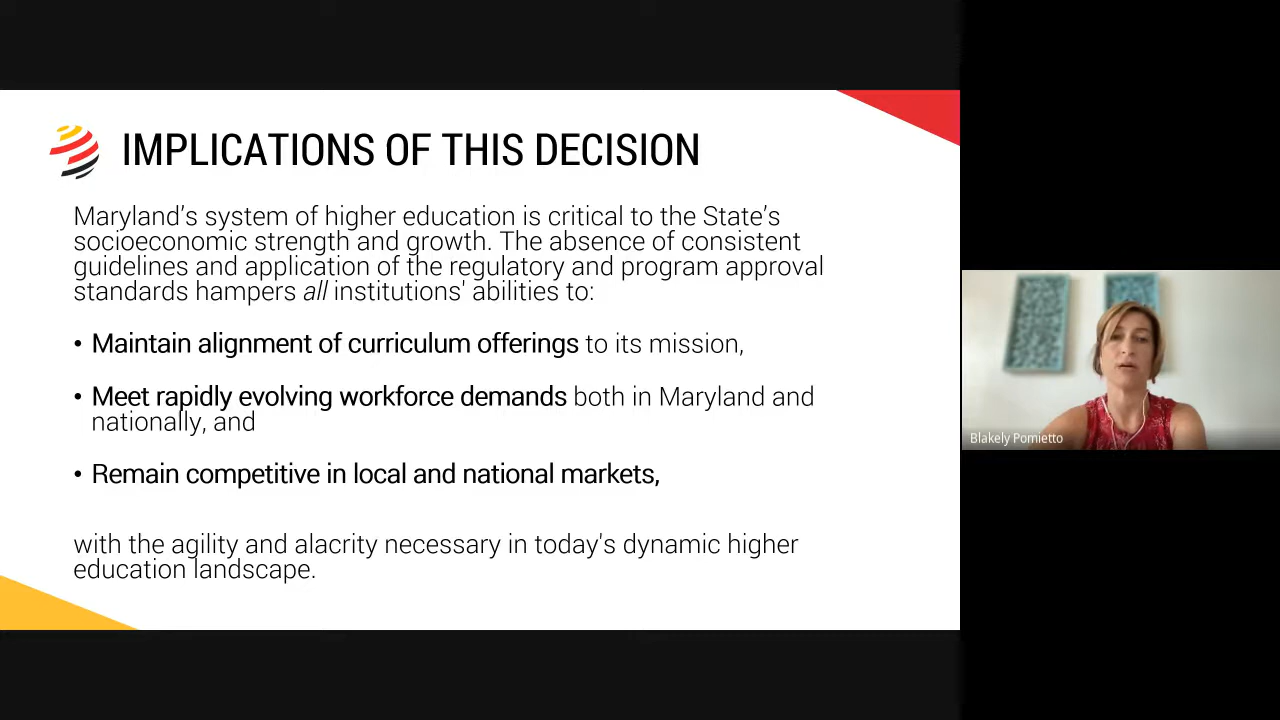 IMPLICATIONS OF THIS DECISION
Maryland’s system of higher education is critical to the State’s
socioeconomic strength and growth. The absence of consistent
guidelines and application of the regulatory and program approval
standards hampers all institutions' abilities to:
• Maintain alignment of curriculum offerings to its mission,
• Meet rapidly evolving workforce demands both in Maryland and
nationally, and
• Remain competitive in local and national markets,
with the agility and alacrity necessary in today's dynamic higher
education landscape.
Blakely Pomietto